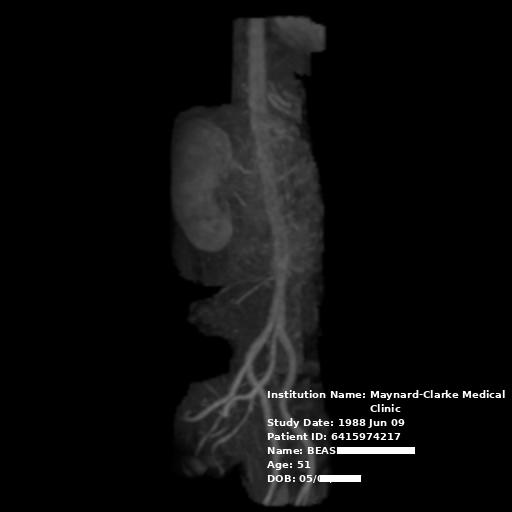 Institution Name: Maynard-Clarke Medical
Clinic
Study Date: 1988 Jun 09
Patient ID: 6415974217
Name: BEAS
Age: 51
DOB: 05/0